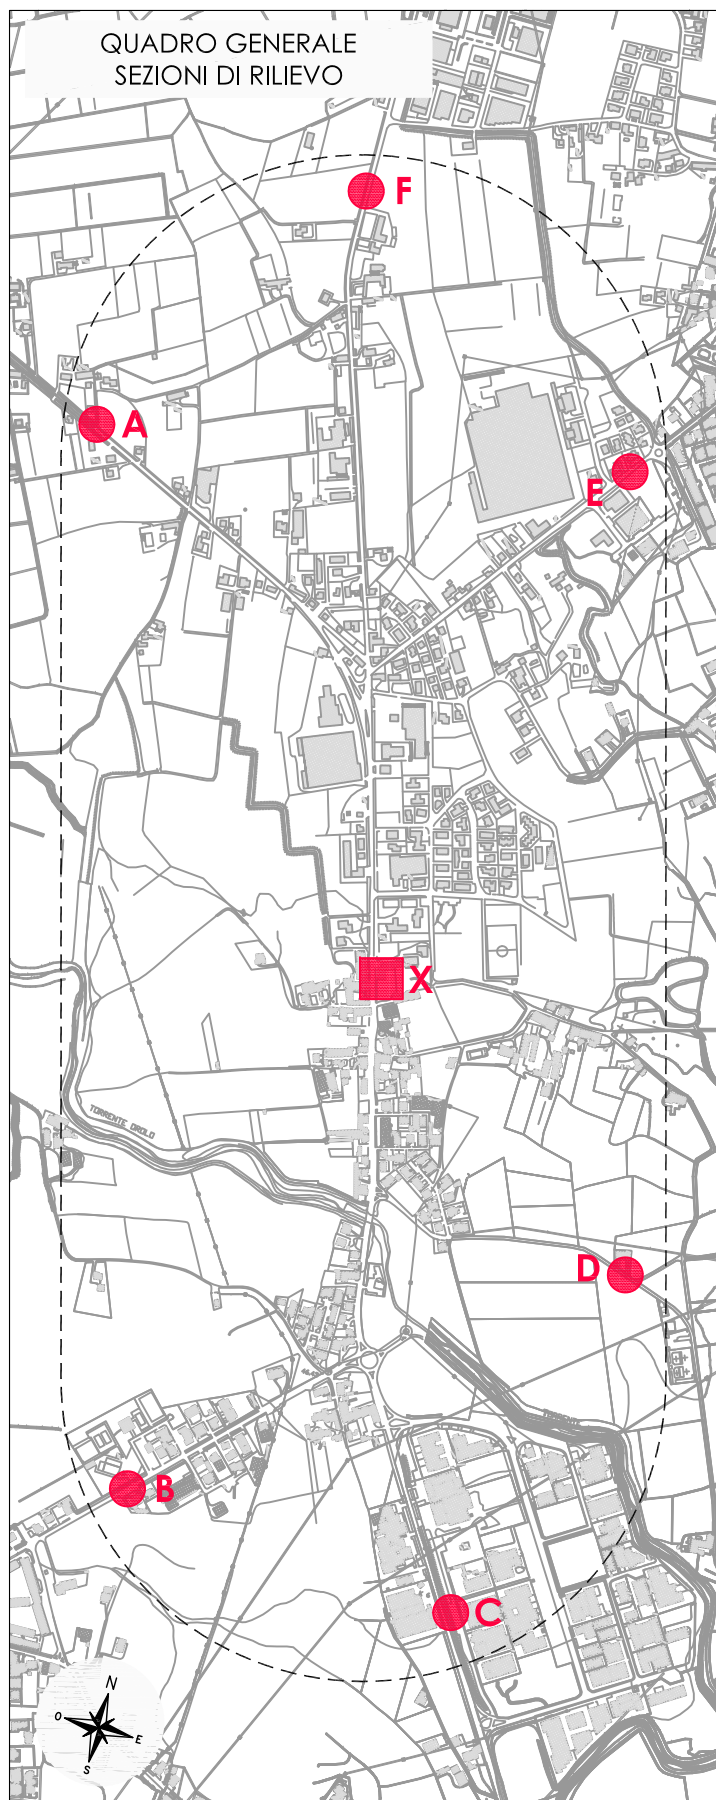 QUADRO GENERALE
SEZIONI DI RILIEVO
F
A
E
X
TORRENTE OROLO
D
B
C
N
O
E
S